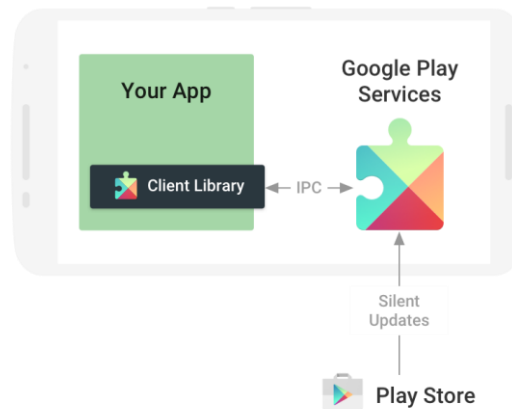 Your App
Google Play
Services
Client Library
IPC
Silent
Updates
Play Store